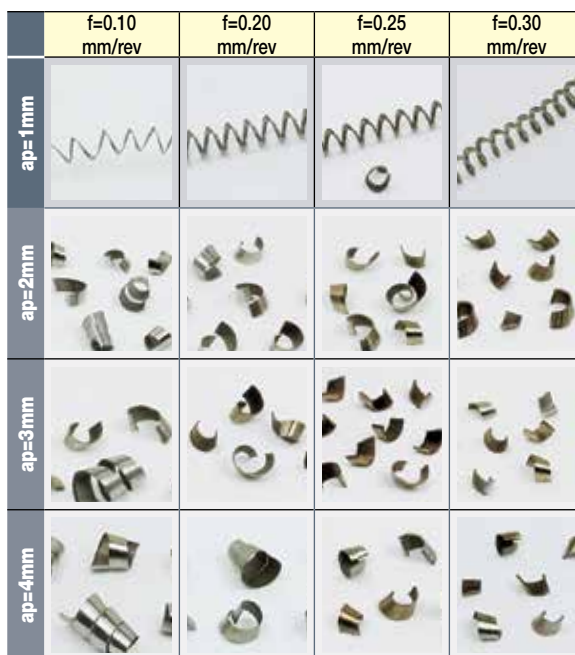 f=0.10
mm/rev
f=0.20
mm/rev
f=0.25
mm/rev
f=0.30
mm/rev
ap=1mm
ap=2mm
ap=3mm
ap=4mm